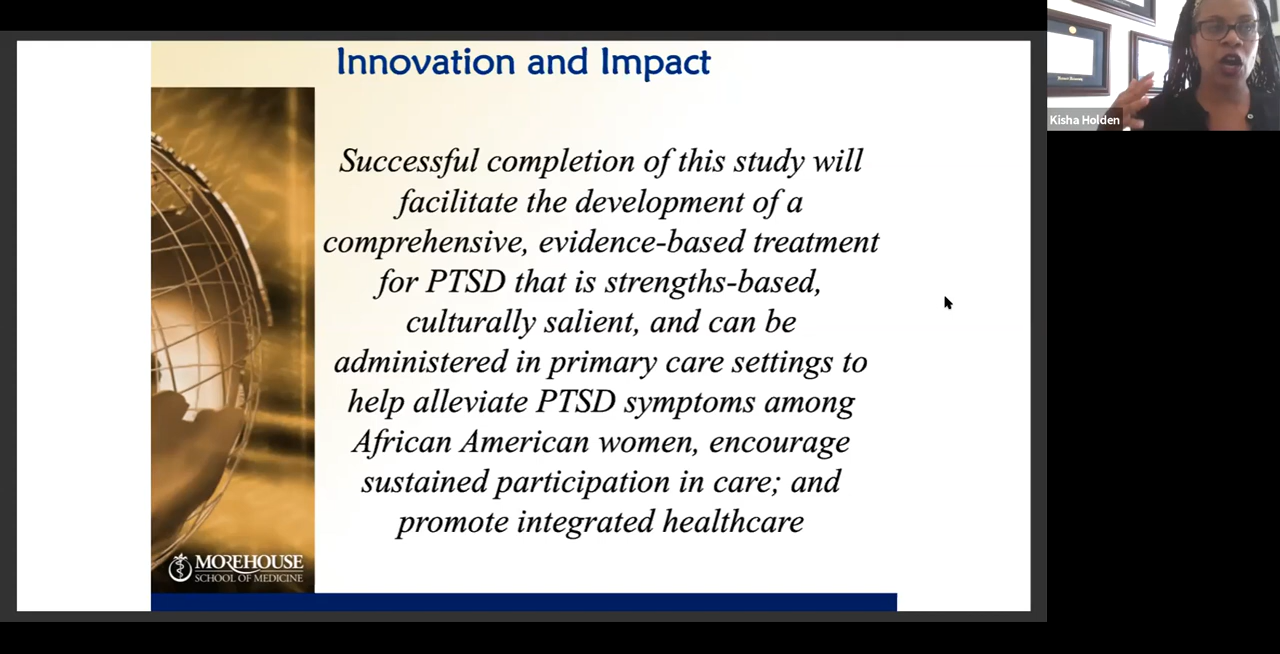 Innovation and Impact
Successful completion of this study will
facilitate the development of a
comprehensive, evidence-based treatment
for PTSD that is strengths-based,
culturally salient, and can be
administered in primary care settings to
help alleviate PTSD symptoms among
African American women, encourage
sustained participation in care; and
promote integrated healthcare
MOREHOUSE
SCHOOL OF MEDICINE
Kisha Holden